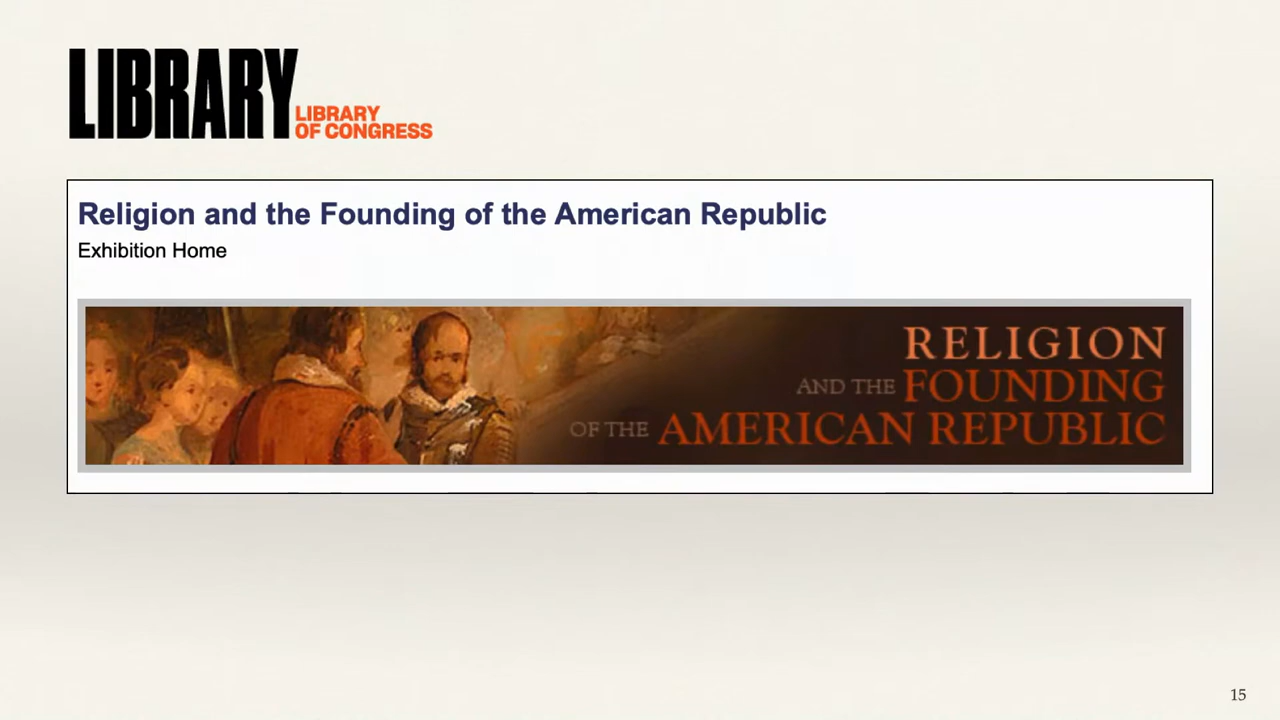 LIBRARY
LIBRARY
OF CONGRESS
Religion and the Founding of the American Republic
Exhibition Home
RELIGION
AND THE FOUNDING
OF THE AMERICAN REPUBLIC
15